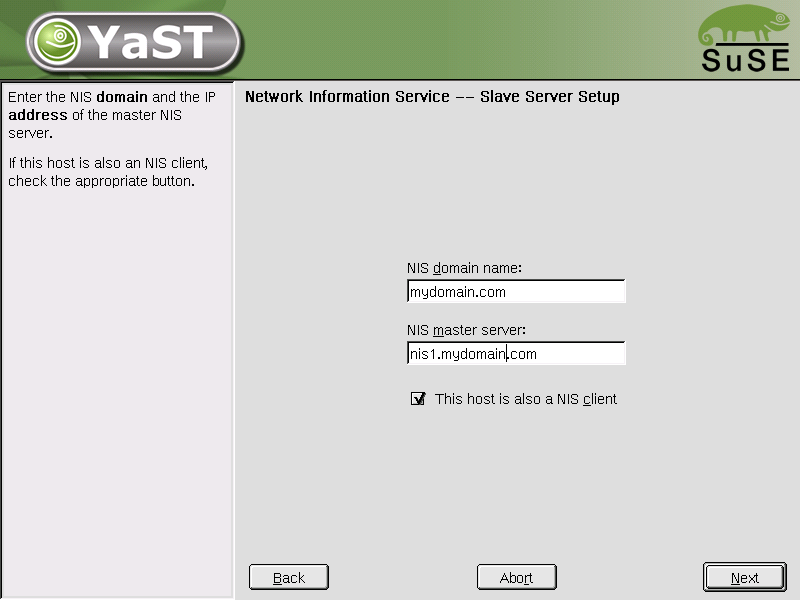 YaST
SuSE
Enter the NIS domain and the IP
address of the master NIS
server.
If this host is also an NIS client,
check the appropriate button.
Network Information Service -- Slave Server Setup
NIS domain name:
mydomain.com
NIS master server:
nis1.mydomain.com
This host is also a NIS client
Back
Abort
Next